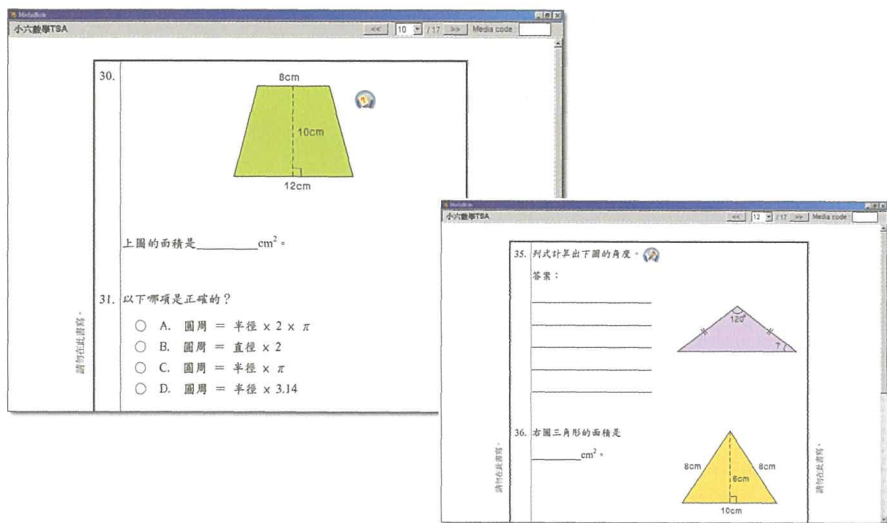 MediaBook
小六數學TSA
<< 10 / 17 >> Media code
30.
8cm
10cm
12cm
上圖的面積是________cm²。
31. 以下哪項是正確的？
A. 圓周 = 半徑 × 2 × π
B. 圓周 = 直徑 × 2
C. 圓周 = 半徑 × π
D. 圓周 = 半徑 × 3.14
請勿在此書寫。
小六數學TSA
<< 12 / 17 >> Media code
35. 列式計算出下圖的角度。
答案：
120°
?
36. 右圖三角形的面積是
________cm²。
8cm
8cm
6cm
10cm
請勿在此書寫。
請勿在此書寫。